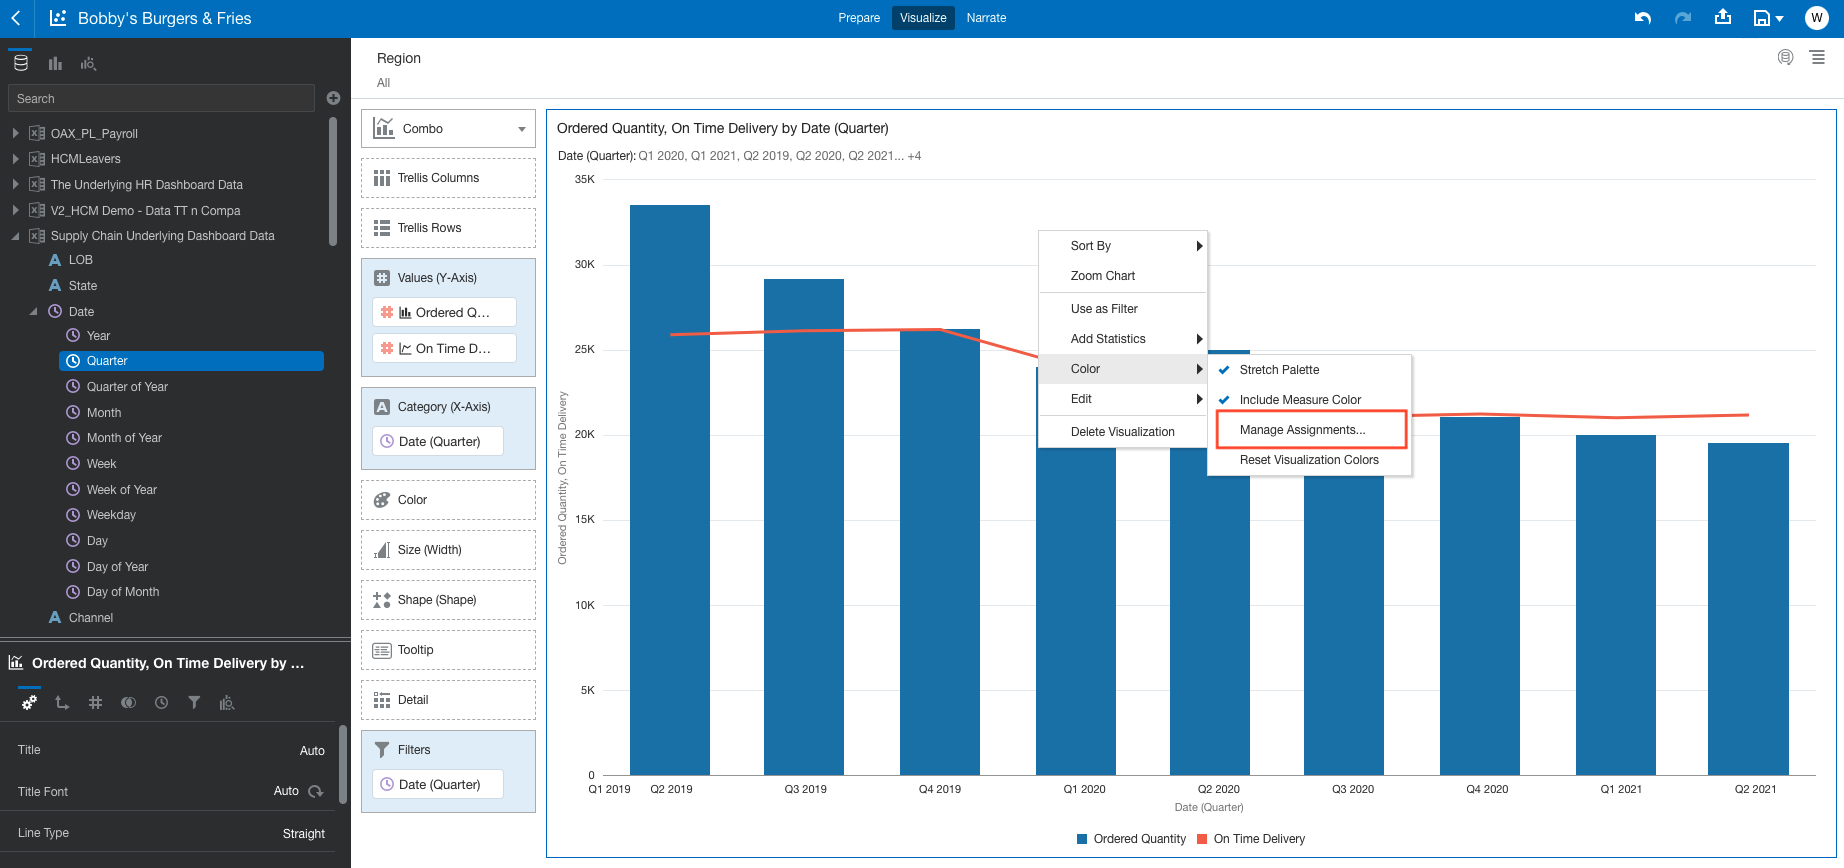 Bobby's Burgers & Fries
Prepare
Visualize
Narrate
W
Search
OAX_PL_Payroll
HCMLeavers
The Underlying HR Dashboard Data
V2_HCM Demo - Data TT n Compa
Supply Chain Underlying Dashboard Data
A LOB
A State
Date
Year
Quarter
Quarter of Year
Month
Month of Year
Week
Week of Year
Weekday
Day
Day of Year
Day of Month
A Channel
Ordered Quantity, On Time Delivery by ...
Title
Auto
Title Font
Auto
Line Type
Straight
Region
All
Combo
Trellis Columns
Trellis Rows
Values (Y-Axis)
Ordered Q...
On Time D...
A Category (X-Axis)
Date (Quarter)
Color
Size (Width)
Shape (Shape)
Tooltip
Detail
Filters
Date (Quarter)
Ordered Quantity, On Time Delivery by Date (Quarter)
Date (Quarter): Q1 2020, Q1 2021, Q2 2019, Q2 2020, Q2 2021... +4
35K
30K
25K
20K
15K
10K
5K
0
Ordered Quantity, On Time Delivery
Sort By
Zoom Chart
Use as Filter
Add Statistics
Color
Edit
Delete Visualization
Stretch Palette
Include Measure Color
Manage Assignments...
Reset Visualization Colors
Q1 2019
Q2 2019
Q3 2019
Q4 2019
Q1 2020
Q2 2020
Q3 2020
Q4 2020
Q1 2021
Q2 2021
Date (Quarter)
Ordered Quantity
On Time Delivery